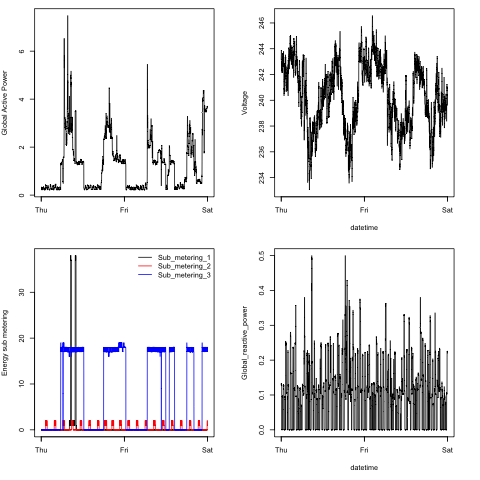 Global Active Power
0 2 4 6
Thu Fri Sat
Voltage
234 236 238 240 242 244 246
Thu Fri Sat
datetime
Energy sub metering
0 10 20 30
Sub_metering_1
Sub_metering_2
Sub_metering_3
Thu Fri Sat
Global_reactive_power
0.0 0.1 0.2 0.3 0.4 0.5
Thu Fri Sat
datetime